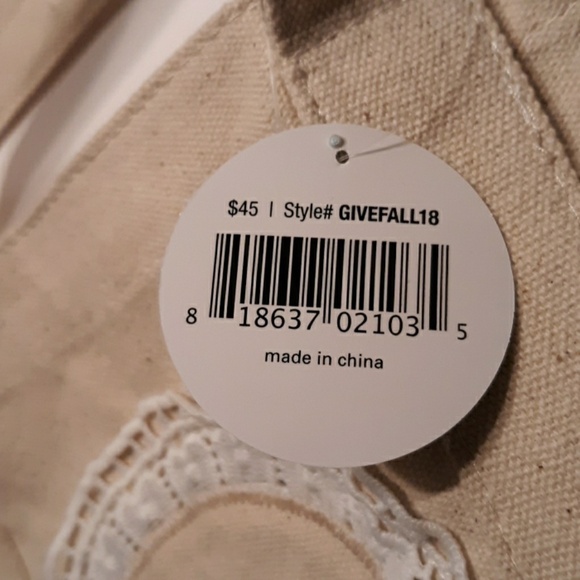 $45 | Style# GIVEFALL18
8 18637 02103 5
made in china